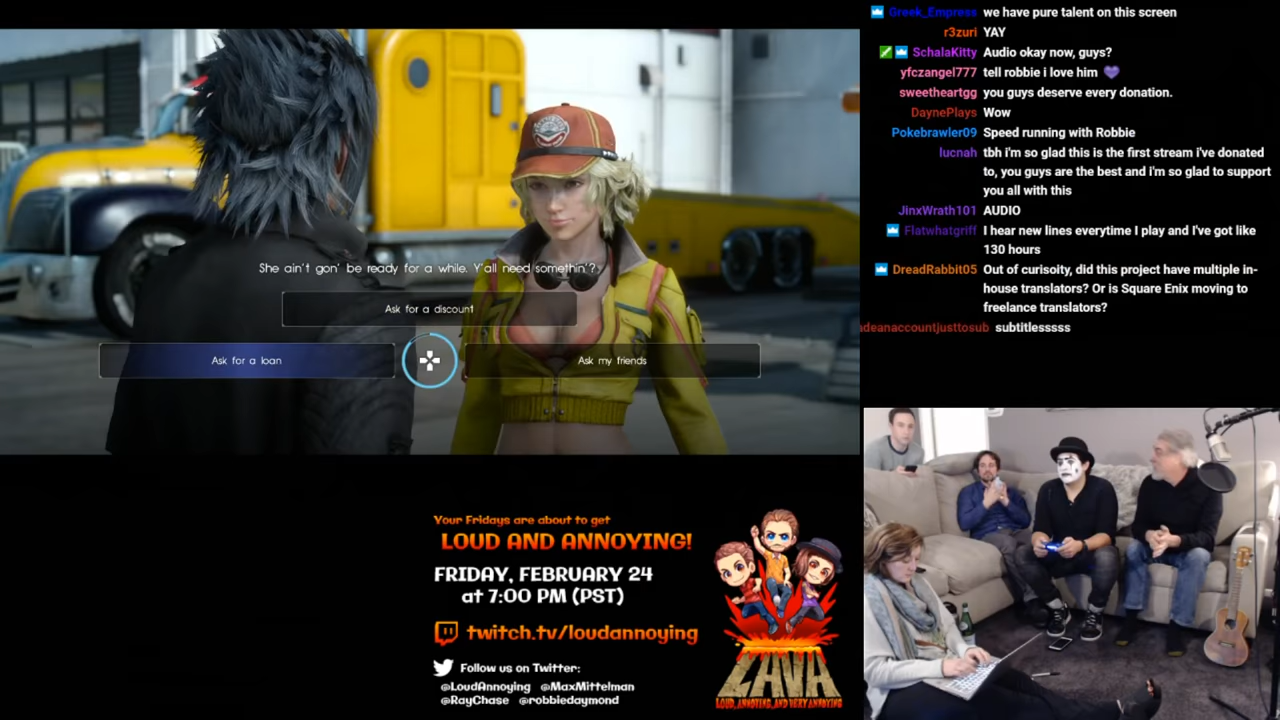 She ain't gon' be ready for a while. Y'all need somethin'?
Ask for a discount
Ask for a loan
Ask my friends
Your Fridays are about to get
LOUD AND ANNOYING!
FRIDAY, FEBRUARY 24
at 7:00 PM (PST)
twitch.tv/loudannoying
Follow us on Twitter:
@LoudAnnoying @MaxMittelman
@RayChase @robbiedaymond
LAVA
LOUD, ANNOYING, AND VERY ANNOYING
Greek_Empress we have pure talent on this screen
r3zuri YAY
SchalaKitty Audio okay now, guys?
yfczangel777 tell robbie i love him 💜
sweetheartgg you guys deserve every donation.
DaynePlays Wow
Pokebrawler09 Speed running with Robbie
lucnah tbh i'm so glad this is the first stream i've donated
to, you guys are the best and i'm so glad to support
you all with this
JinxWrath101 AUDIO
Flatwhatgriff I hear new lines everytime I play and I've got like
130 hours
DreadRabbit05 Out of curisoity, did this project have multiple in-
house translators? Or is Square Enix moving to
freelance translators?
deanaccountjusttosub subtitlesssss